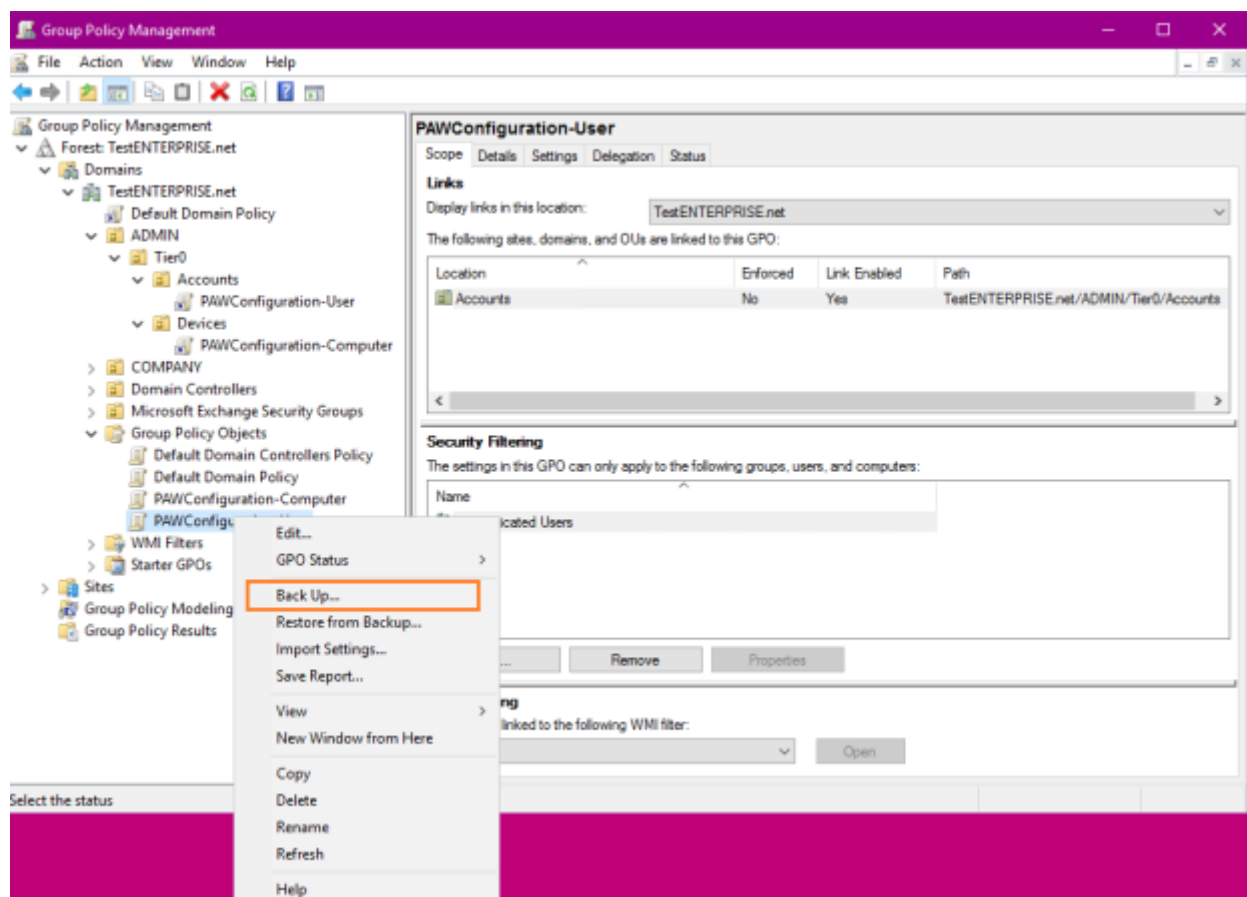 Group Policy Management
File Action View Window Help
Group Policy Management
Forest: TestENTERPRISE.net
Domains
TestENTERPRISE.net
Default Domain Policy
ADMIN
Tier0
Accounts
PAWConfiguration-User
Devices
PAWConfiguration-Computer
COMPANY
Domain Controllers
Microsoft Exchange Security Groups
Group Policy Objects
Default Domain Controllers Policy
Default Domain Policy
PAWConfiguration-Computer
PAWConfigu
WMI Filters
Starter GPOs
Sites
Group Policy Modeling
Group Policy Results
PAWConfiguration-User
Scope Details Settings Delegation Status
Links
Display links in this location: TestENTERPRISE.net
The following sites, domains, and OUs are linked to this GPO:
Location Enforced Link Enabled Path
Accounts No Yes TestENTERPRISE.net/ADMIN/Tier0/Accounts
Security Filtering
The settings in this GPO can only apply to the following groups, users, and computers:
Name
icated Users
... Remove Properties
ng
linked to the following WMI filter:
Open
Edit...
GPO Status
Back Up...
Restore from Backup...
Import Settings...
Save Report...
View
New Window from Here
Copy
Delete
Rename
Refresh
Help
Select the status